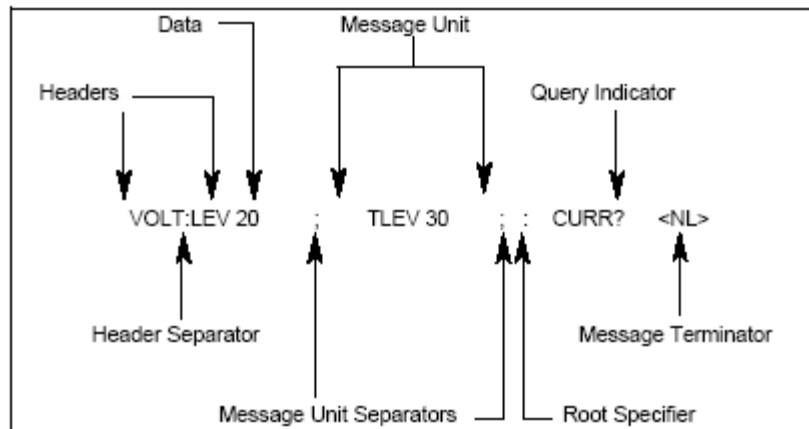 Data
Message Unit
Headers
Query Indicator
VOLT:LEV 20 ; TLEV 30 ; : CURR? <NL>
Header Separator
Message Terminator
Message Unit Separators
Root Specifier